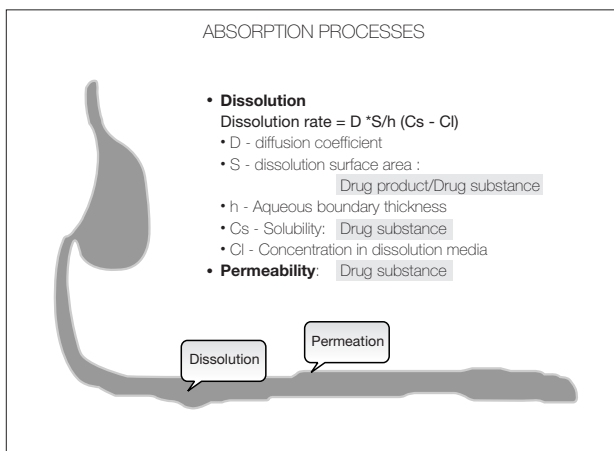 ABSORPTION PROCESSES
• Dissolution
Dissolution rate = D *S/h (Cs - Cl)
• D - diffusion coefficient
• S - dissolution surface area :
Drug product/Drug substance
• h - Aqueous boundary thickness
• Cs - Solubility: Drug substance
• Cl - Concentration in dissolution media
• Permeability: Drug substance
Permeation
Dissolution